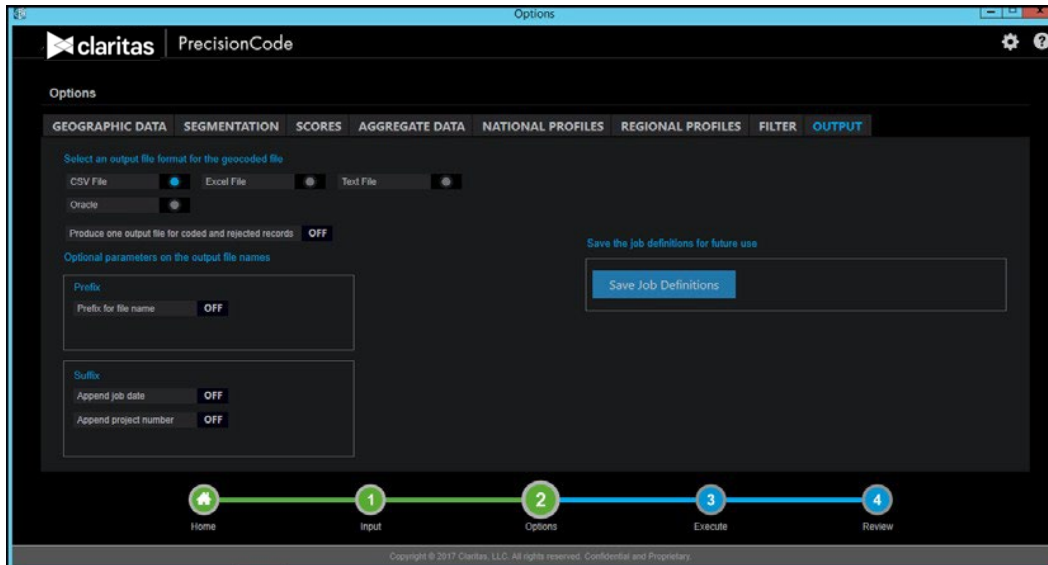 Options
claritas PrecisionCode
Options
GEOGRAPHIC DATA SEGMENTATION SCORES AGGREGATE DATA NATIONAL PROFILES REGIONAL PROFILES FILTER OUTPUT
Select an output file format for the geocoded file
CSV File Excel File Text File
Oracle
Produce one output file for coded and rejected records OFF
Optional parameters on the output file names
Prefix
Prefix for file name OFF
Suffix
Append job date OFF
Append project number OFF
Save the job definitions for future use
Save Job Definitions
1 2 3 4
Home Input Options Execute Review
Copyright © 2017 Claritas, LLC. All rights reserved. Confidential and Proprietary.